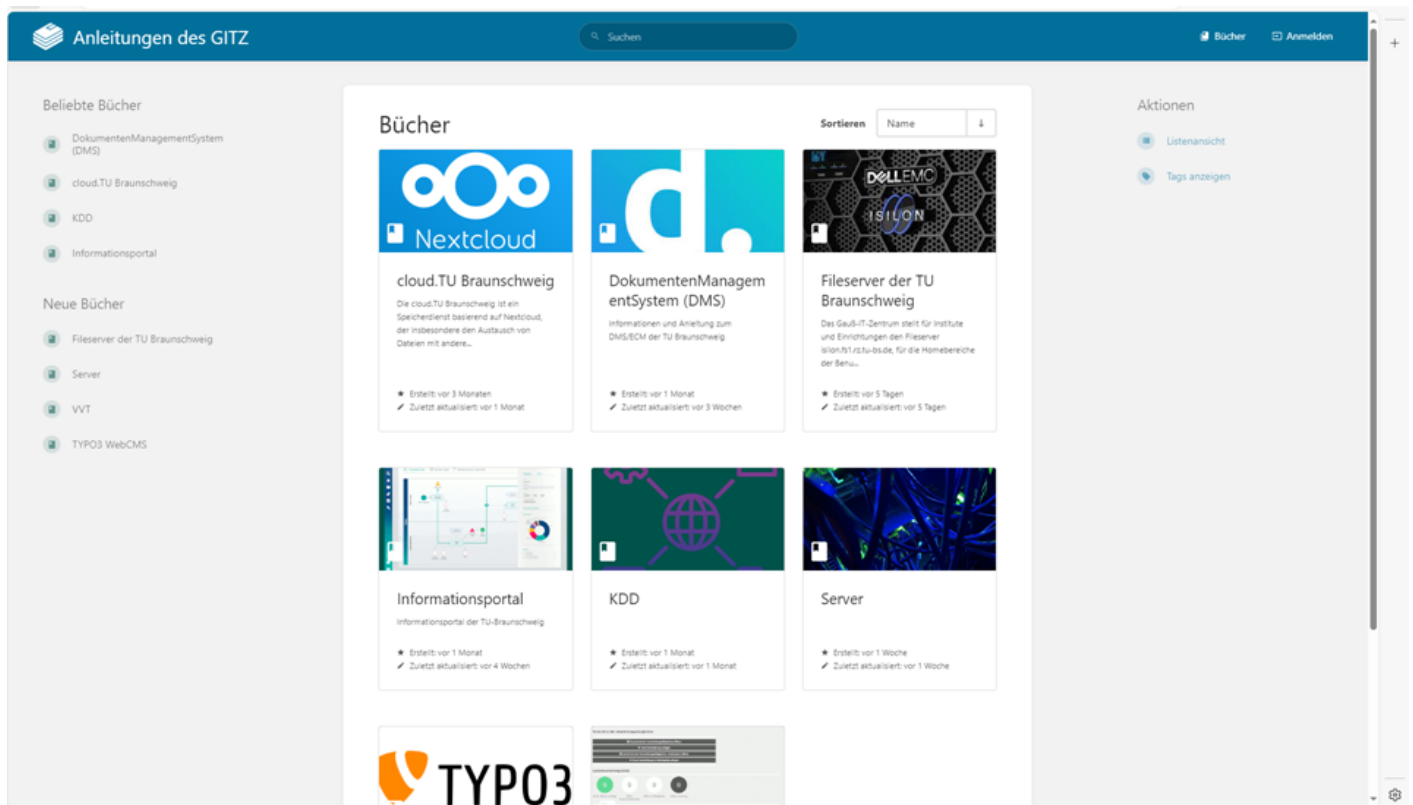 Anleitungen des GITZ
Suchen
Bücher
Anmelden
Beliebte Bücher
DokumentenManagementSystem
(DMS)
cloud.TU Braunschweig
KDD
Informationsportal
Neue Bücher
Fileserver der TU Braunschweig
Server
VVT
TYPO3 WebCMS
Bücher
Sortieren
Name
Nextcloud
cloud.TU Braunschweig
Die cloud.TU Braunschweig ist ein
Speicherdienst basierend auf Nextcloud,
der insbesondere den Austausch von
Dateien mit andere...
Erstellt: vor 3 Monaten
Zuletzt aktualisiert: vor 1 Monat
d.
DokumentenManagem
entSystem (DMS)
Informationen und Anleitung zum
DMS/ECM der TU Braunschweig
Erstellt: vor 1 Monat
Zuletzt aktualisiert: vor 3 Wochen
DELLEMC
ISILON
Fileserver der TU
Braunschweig
Das Gauß-IT-Zentrum stellt für Institute
und Einrichtungen den Fileserver
isilon.fs1.rz.tu-bs.de, für die Homebereiche
der Benu...
Erstellt: vor 5 Tagen
Zuletzt aktualisiert: vor 5 Tagen
Informationsportal
Informationsportal der TU-Braunschweig
Erstellt: vor 1 Monat
Zuletzt aktualisiert: vor 4 Wochen
KDD
Erstellt: vor 1 Monat
Zuletzt aktualisiert: vor 1 Monat
Server
Erstellt: vor 1 Woche
Zuletzt aktualisiert: vor 1 Woche
TYPO3
Aktionen
Listenansicht
Tags anzeigen